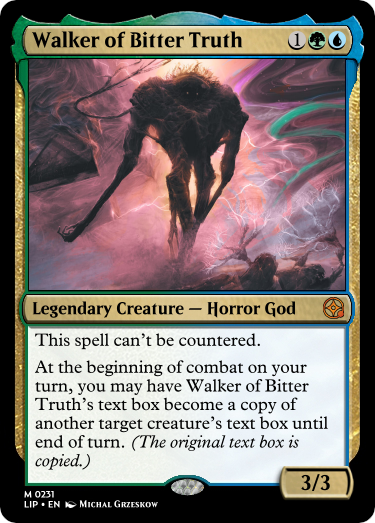 Walker of Bitter Truth 1
Legendary Creature — Horror God
This spell can't be countered.
At the beginning of combat on your
turn, you may have Walker of Bitter
Truth's text box become a copy of
another target creature's text box until
end of turn. (The original text box is
copied.)
3/3
M 0231
LIP • EN Michal Grzeskow